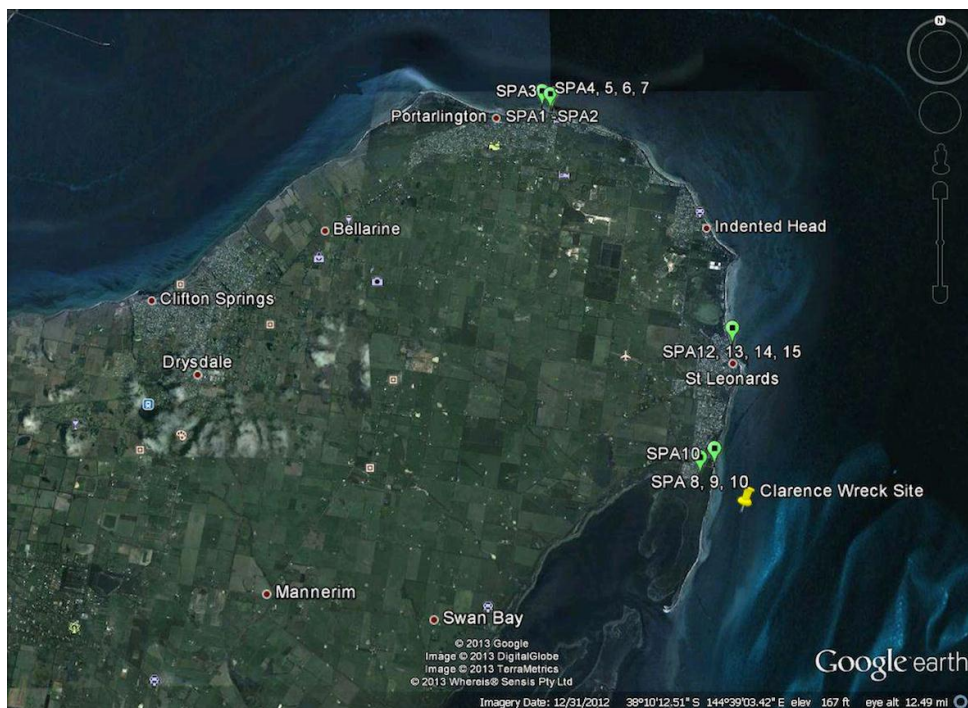 N
SPA3
SPA4, 5, 6, 7
Portarlington
SPA1 -SPA2
Bellarine
Indented Head
Clifton Springs
SPA12, 13, 14, 15
Drysdale
St Leonards
SPA10
SPA 8, 9, 10
Clarence Wreck Site
Mannerim
Swan Bay
© 2013 Google
Image © 2013 DigitalGlobe
Image © 2013 TerraMetrics
© 2013 Whereis® Sensis Pty Ltd
Google earth
Imagery Date: 12/31/2012 38°10'12.51" S 144°39'03.42" E elev 167 ft eye alt 12.49 mi